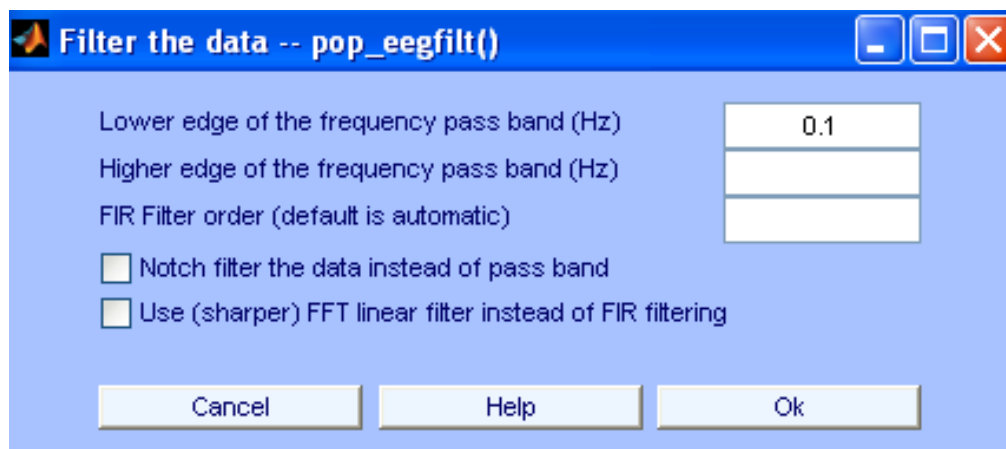 Filter the data -- pop_eegfilt()
Lower edge of the frequency pass band (Hz) 0.1
Higher edge of the frequency pass band (Hz)
FIR Filter order (default is automatic)
Notch filter the data instead of pass band
Use (sharper) FFT linear filter instead of FIR filtering
Cancel Help Ok